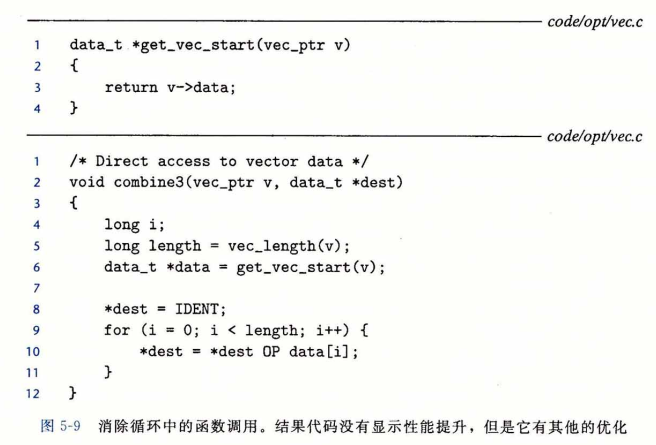 code/opt/vec.c
1 data_t *get_vec_start(vec_ptr v)
2 {
3     return v->data;
4 }
code/opt/vec.c
1 /* Direct access to vector data */
2 void combine3(vec_ptr v, data_t *dest)
3 {
4     long i;
5     long length = vec_length(v);
6     data_t *data = get_vec_start(v);
7
8     *dest = IDENT;
9     for (i = 0; i < length; i++) {
10         *dest = *dest OP data[i];
11     }
12 }
图 5-9 消除循环中的函数调用。结果代码没有显示性能提升，但是它有其他的优化